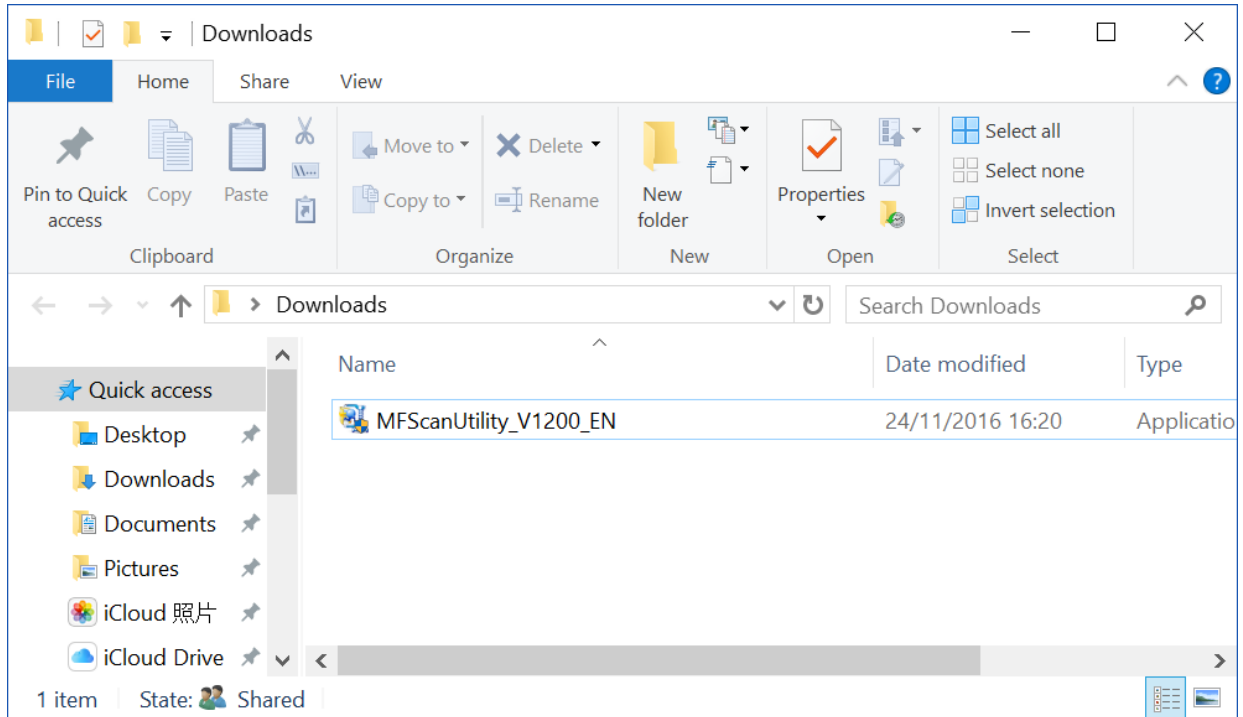 Downloads
File Home Share View
Pin to Quick access
Copy
Paste
Clipboard
Move to
Copy to
Delete
Rename
Organize
New folder
New
Properties
Open
Select all
Select none
Invert selection
Select
Downloads
Search Downloads
Name Date modified Type
Quick access
Desktop
Downloads
Documents
Pictures
iCloud 照片
iCloud Drive
MFScanUtility_V1200_EN 24/11/2016 16:20 Applicatio
1 item State: Shared